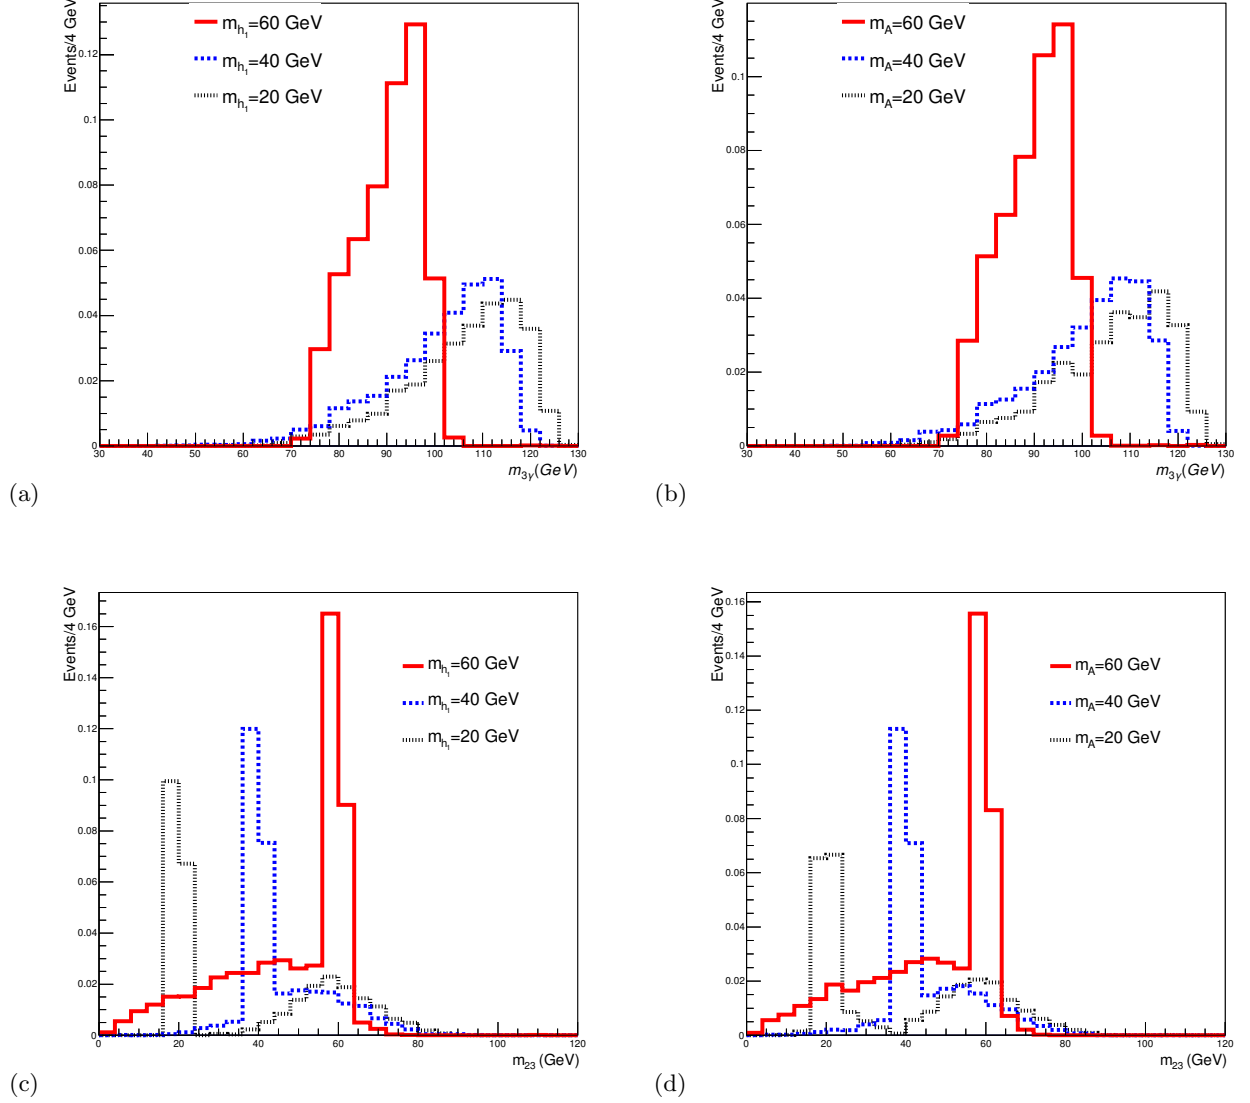 Events/4 GeV
m_{h_1}=60 GeV
m_{h_1}=40 GeV
m_{h_1}=20 GeV
0.12
0.1
0.08
0.06
0.04
0.02
0
30 40 50 60 70 80 90 100 110 120 130
m_{3γ}(GeV)
(a)
Events/4 GeV
m_A=60 GeV
m_A=40 GeV
m_A=20 GeV
0.1
0.08
0.06
0.04
0.02
0
30 40 50 60 70 80 90 100 110 120 130
m_{3γ}(GeV)
(b)
Events/4 GeV
m_{h_1}=60 GeV
m_{h_1}=40 GeV
m_{h_1}=20 GeV
0.16
0.14
0.12
0.1
0.08
0.06
0.04
0.02
0
0 20 40 60 80 100 120
m_{23} (GeV)
(c)
Events/4 GeV
m_A=60 GeV
m_A=40 GeV
m_A=20 GeV
0.16
0.14
0.12
0.1
0.08
0.06
0.04
0.02
0
0 20 40 60 80 100 120
m_{23} (GeV)
(d)